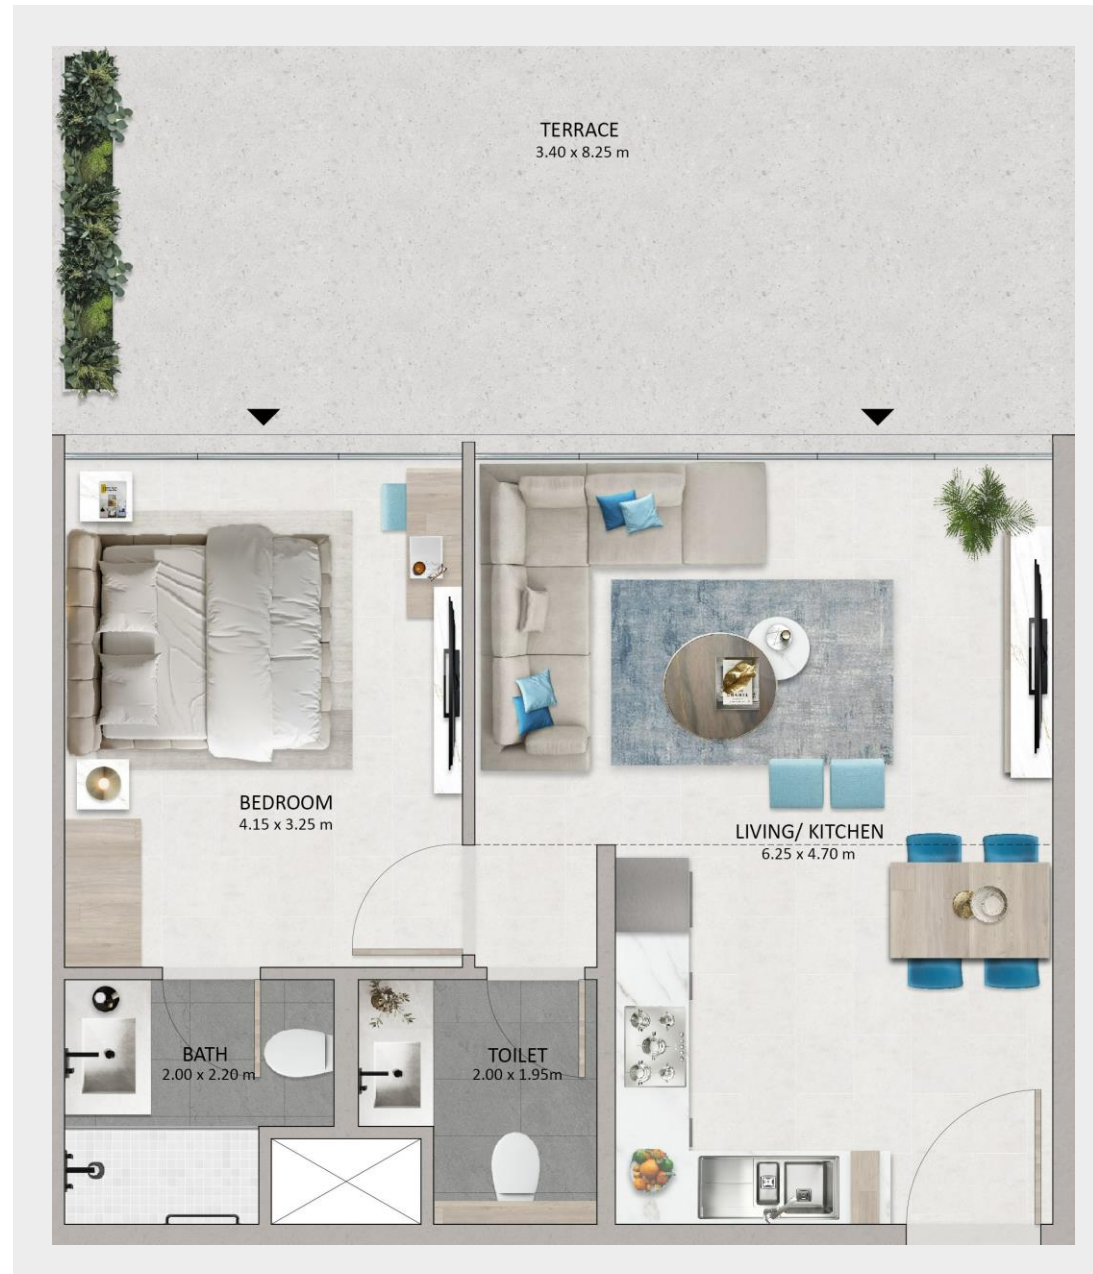 TERRACE
3.40 x 8.25 m
BEDROOM
4.15 x 3.25 m
LIVING/ KITCHEN
6.25 x 4.70 m
BATH
2.00 x 2.20 m
TOILET
2.00 x 1.95m